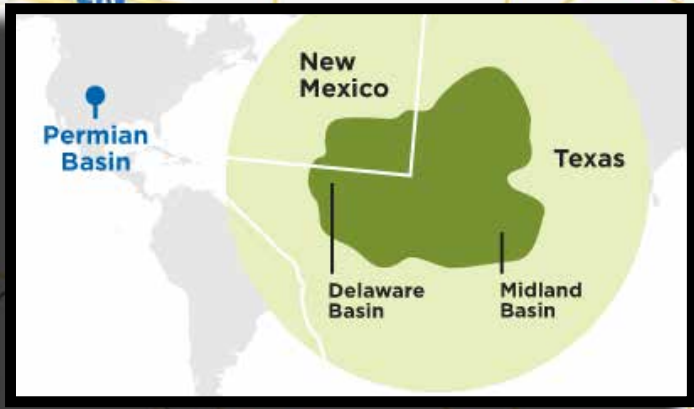 New
Mexico
Permian
Basin
Texas
Delaware
Basin
Midland
Basin